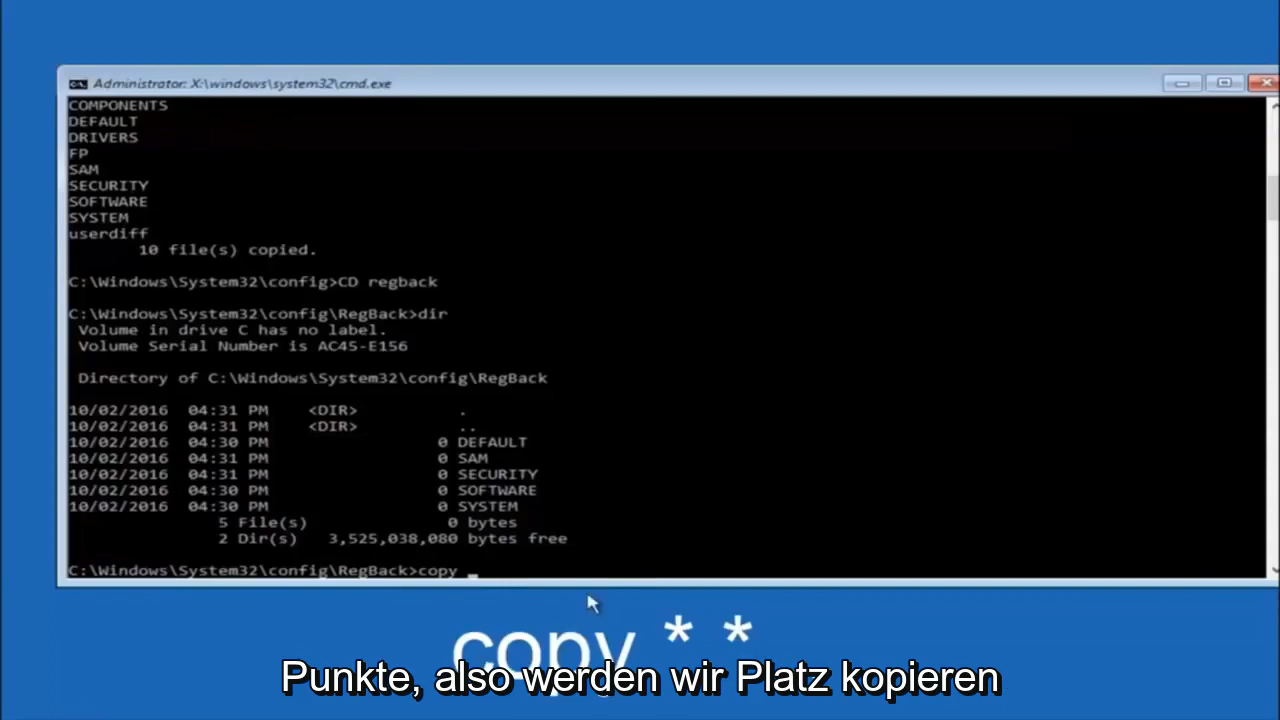 Administrator: X:\windows\system32\cmd.exe
COMPONENTS
DEFAULT
DRIVERS
FP
SAM
SECURITY
SOFTWARE
SYSTEM
userdiff
10 file(s) copied.
C:\Windows\System32\config>CD regback
C:\Windows\System32\config\RegBack>dir
Volume in drive C has no label.
Volume Serial Number is AC45-E156
Directory of C:\Windows\System32\config\RegBack
10/02/2016 04:31 PM <DIR> .
10/02/2016 04:31 PM <DIR> ..
10/02/2016 04:30 PM 0 DEFAULT
10/02/2016 04:31 PM 0 SAM
10/02/2016 04:31 PM 0 SECURITY
10/02/2016 04:30 PM 0 SOFTWARE
10/02/2016 04:30 PM 0 SYSTEM
5 File(s) 0 bytes
2 Dir(s) 3,525,038,080 bytes free
C:\Windows\System32\config\RegBack>copy _
copy * *
Punkte, also werden wir Platz kopieren